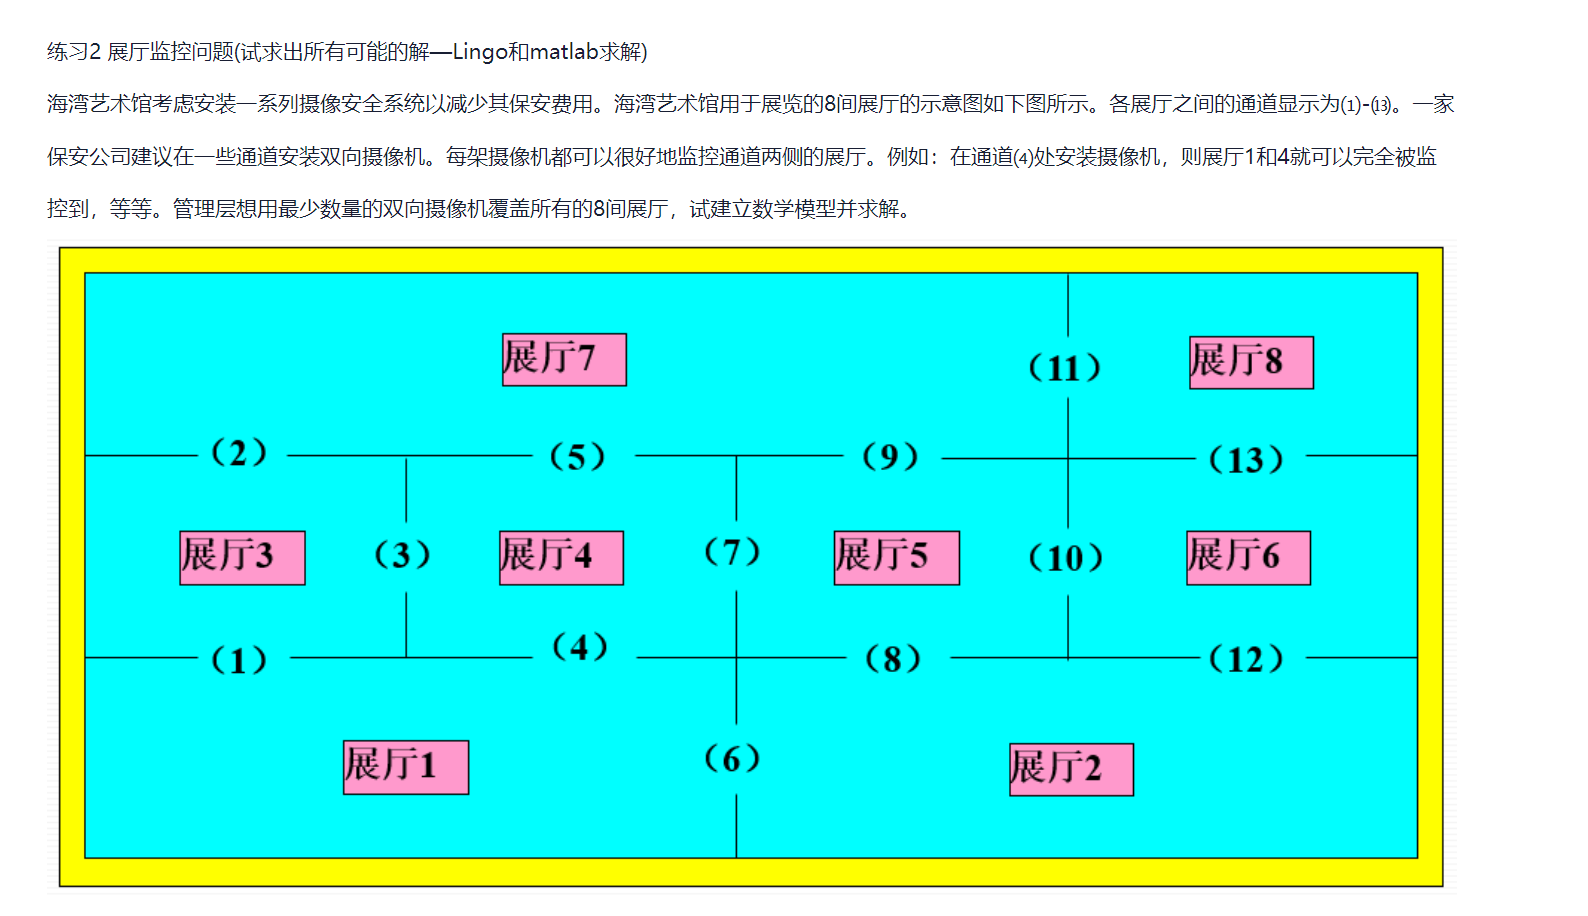 练习2 展厅监控问题(试求出所有可能的解—Lingo和matlab求解)
海湾艺术馆考虑安装一系列摄像安全系统以减少其保安费用。海湾艺术馆用于展览的8间展厅的示意图如下图所示。各展厅之间的通道显示为⑴-⒀。一家
保安公司建议在一些通道安装双向摄像机。每架摄像机都可以很好地监控通道两侧的展厅。例如：在通道⑷处安装摄像机，则展厅1和4就可以完全被监
控到，等等。管理层想用最少数量的双向摄像机覆盖所有的8间展厅，试建立数学模型并求解。
展厅7
（11）
展厅8
（2）
（5）
（9）
（13）
展厅3
（3）
展厅4
（7）
展厅5
（10）
展厅6
（1）
（4）
（8）
（12）
展厅1
（6）
展厅2